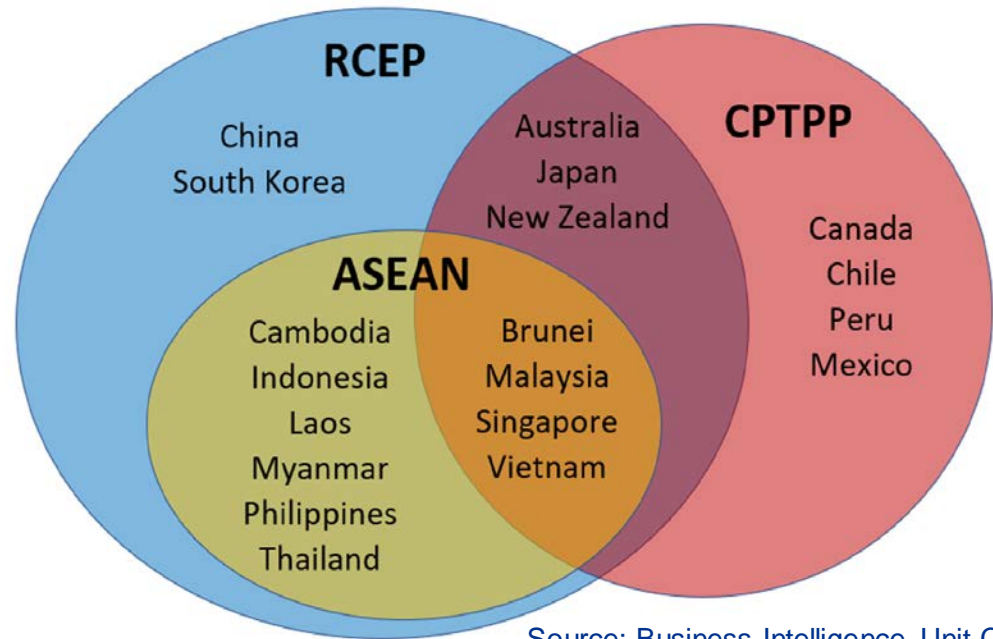 RCEP
China
South Korea
Australia
Japan
New Zealand
CPTPP
Canada
Chile
Peru
Mexico
ASEAN
Cambodia
Indonesia
Laos
Myanmar
Philippines
Thailand
Brunei
Malaysia
Singapore
Vietnam
Source: Business Intelligence Unit